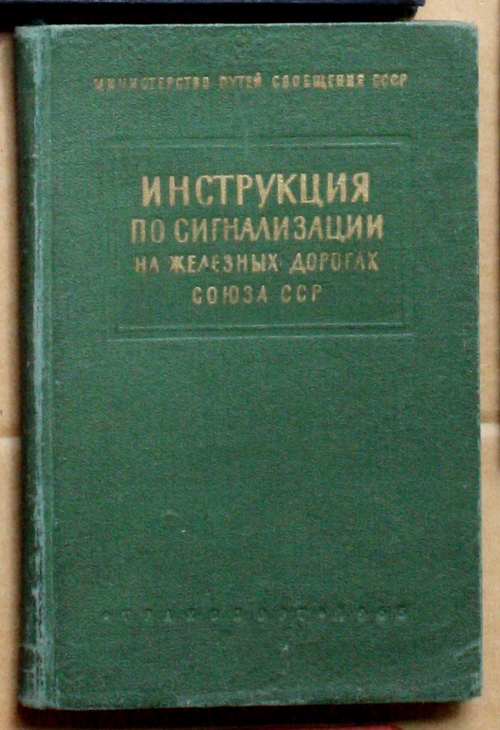 МИНИСТЕРСТВО ПУТЕЙ СООБЩЕНИЯ СССР
ИНСТРУКЦИЯ
ПО СИГНАЛИЗАЦИИ
НА ЖЕЛЕЗНЫХ ДОРОГАХ
СОЮЗА ССР